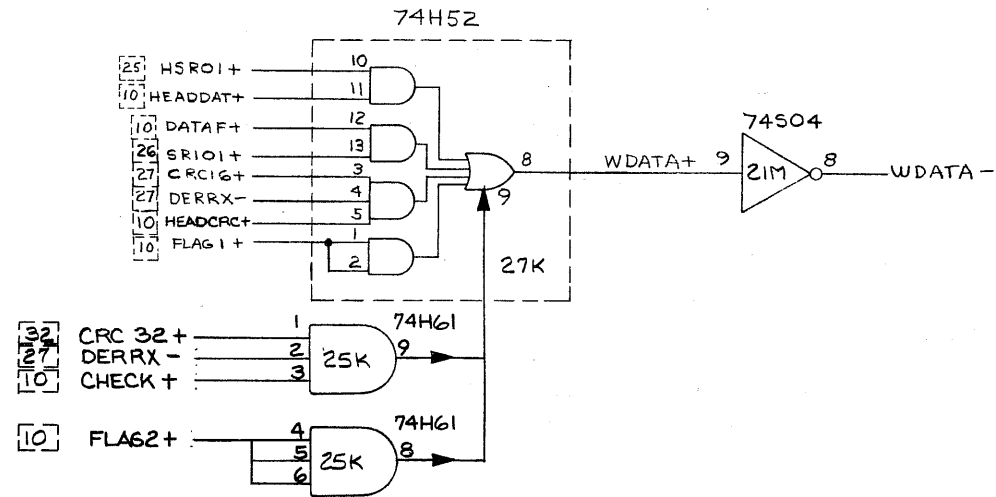 74H52
25 HSR01+ 10
10 HEADDAT+ 11
10 DATAF+ 12
26 SR101+ 13
27 CRC16+ 3
27 DERRX- 4
10 HEADCRC+ 5
10 FLAG1+ 1
2
8
9
27K
WDATA+ 9
74S04
21M
8
WDATA-
32 CRC 32+ 1
27 DERRX- 2
10 CHECK+ 3
25K
74H61
9
10 FLAG2+ 4
5
6
25K
74H61
8